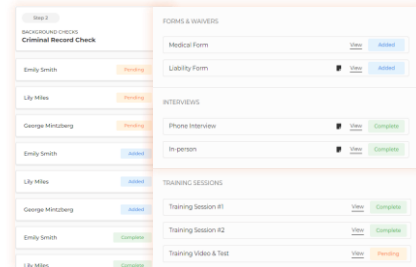 Step 2
BACKGROUND CHECKS
Criminal Record Check
Emily Smith Pending
Lily Miles Pending
George Mintzberg Pending
Emily Smith Added
Lily Miles Added
George Mintzberg Added
Emily Smith Complete
Lily Miles Complete
FORMS & WAIVERS
Medical Form View Added
Liability Form View Added
INTERVIEWS
Phone Interview View Complete
In-person View Complete
TRAINING SESSIONS
Training Session #1 View Complete
Training Session #2 View Complete
Training Video & Test View Pending